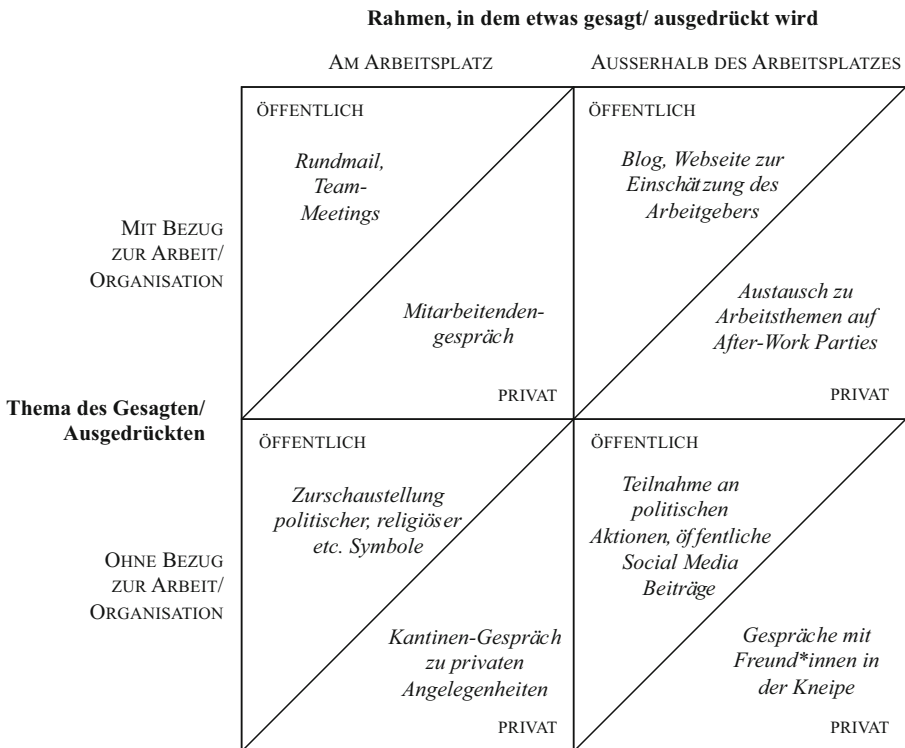 Rahmen, in dem etwas gesagt/ ausgedrückt wird
AM ARBEITSPLATZ
AUSSERHALB DES ARBEITSPLATZES
MIT BEZUG
ZUR ARBEIT/
ORGANISATION
ÖFFENTLICH
Rundmail,
Team-
Meetings
Mitarbeitenden-
gespräch
PRIVAT
ÖFFENTLICH
Blog, Webseite zur
Einschätzung des
Arbeitgebers
Austausch zu
Arbeitsthemen auf
After-Work Parties
PRIVAT
Thema des Gesagten/
Ausgedrückten
OHNE BEZUG
ZUR ARBEIT/
ORGANISATION
ÖFFENTLICH
Zurschaustellung
politischer, religiöser
etc. Symbole
Kantinen-Gespräch
zu privaten
Angelegenheiten
PRIVAT
ÖFFENTLICH
Teilnahme an
politischen
Aktionen, öffentliche
Social Media
Beiträge
Gespräche mit
Freund*innen in
der Kneipe
PRIVAT